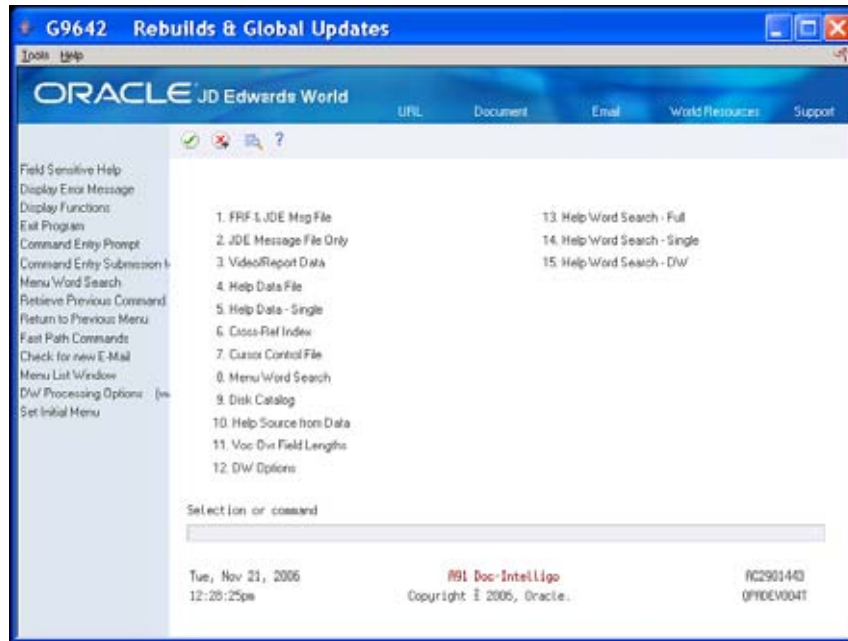 G9642 Rebuilds & Global Updates
Tools Help
ORACLE JD Edwards World
URL Document Email World Resources Support
Field Sensitive Help
Display Error Message
Display Functions
Exit Program
Command Entry Prompt
Command Entry Submission
Menu Word Search
Retrieve Previous Command
Return to Previous Menu
Fast Path Commands
Check for new E-Mail
Menu List Window
DW Processing Options
Set Initial Menu
1. FRF & JDE Msg File
2. JDE Message File Only
3. Video/Report Data
4. Help Data File
5. Help Data - Single
6. Cross-Ref Index
7. Cursor Control File
8. Menu Word Search
9. Disk Catalog
10. Help Source from Data
11. Voc Ovr Field Lengths
12. DW Options
13. Help Word Search - Full
14. Help Word Search - Single
15. Help Word Search - DW
Selection or command
Tue, Nov 21, 2006 A91 Doc-Intelligo AC2901443
12:28:25pm Copyright 2006, Oracle.